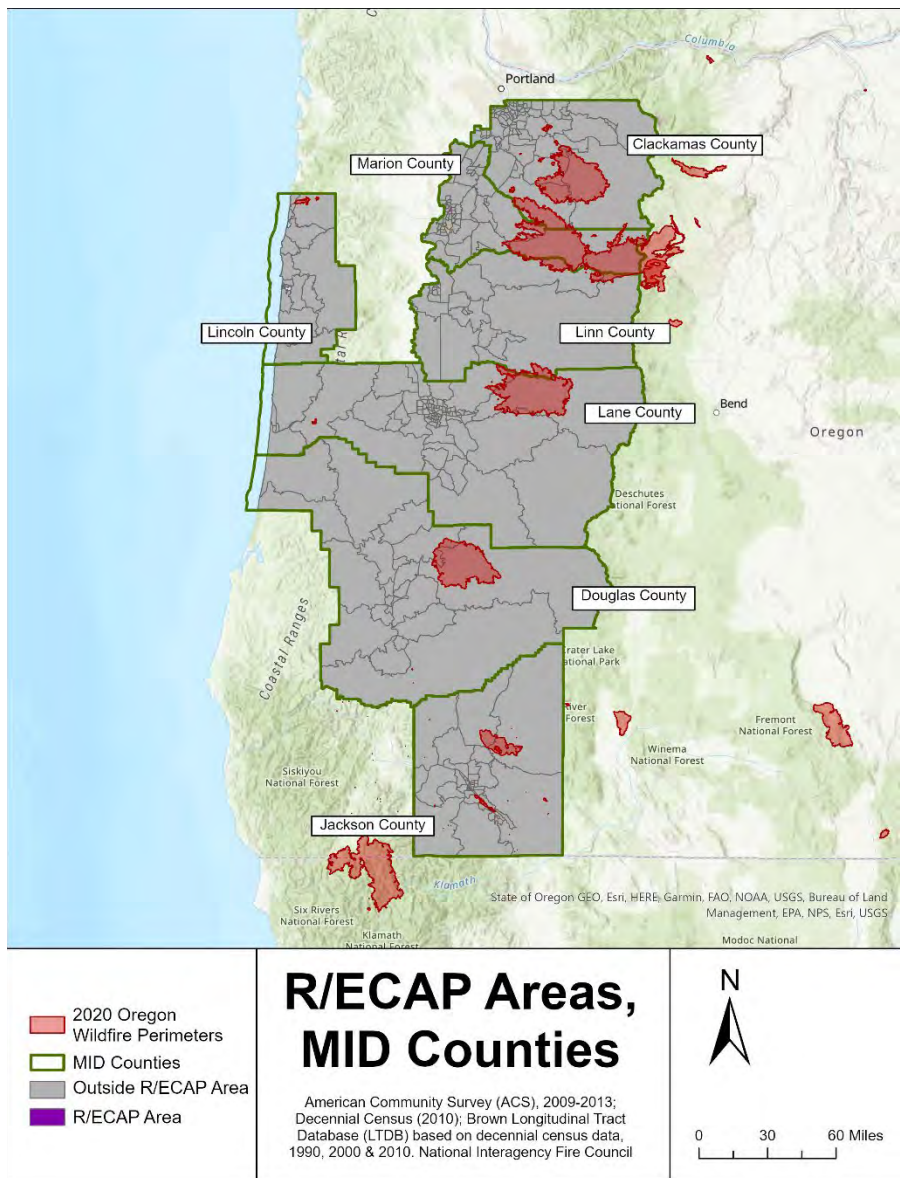 Columbia
Portland
Clackamas County
Marion County
Lincoln County
Linn County
Bend
Lane County
Oregon
Deschutes
National Forest
Douglas County
Coastal Ranges
Crater Lake
National Park
Fremont
National Forest
Winema
National Forest
Siskiyou
National Forest
Jackson County
Klamath
State of Oregon GEO, Esri, HERE, Garmin, FAO, NOAA, USGS, Bureau of Land
Management, EPA, NPS, Esri, USGS
Six Rivers
National Forest
Klamath
National Forest
Modoc National
2020 Oregon
Wildfire Perimeters
MID Counties
Outside R/ECAP Area
R/ECAP Area
R/ECAP Areas,
MID Counties
American Community Survey (ACS), 2009-2013;
Decennial Census (2010); Brown Longitudinal Tract
Database (LTDB) based on decennial census data,
1990, 2000 & 2010. National Interagency Fire Council
N
0 30 60 Miles